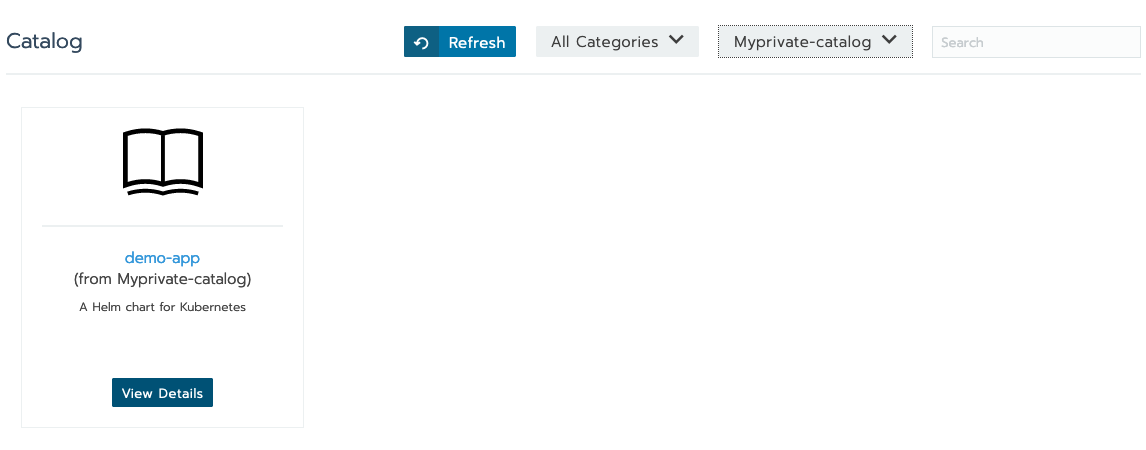 Catalog
Refresh
All Categories
Myprivate-catalog
Search
demo-app
(from Myprivate-catalog)
A Helm chart for Kubernetes
View Details